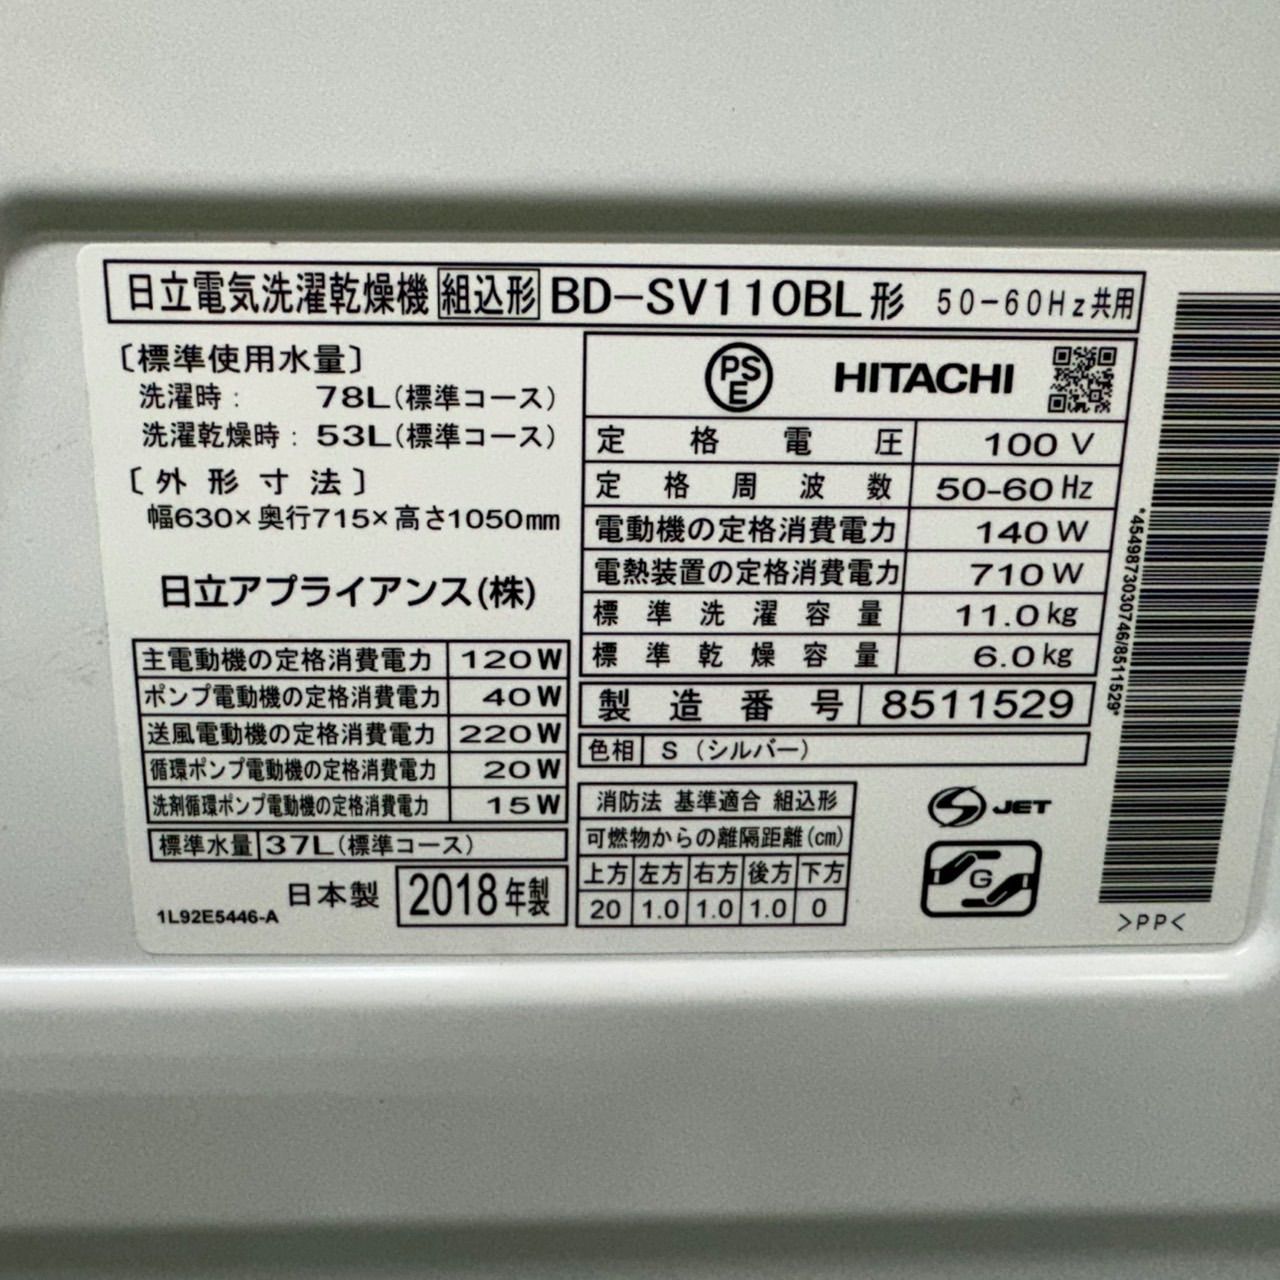 日立電気洗濯乾燥機 組込形 BD-SV110BL形 50-60Hz共用
〔標準使用水量〕
洗濯時: 78L(標準コース)
洗濯乾燥時: 53L(標準コース)
〔外形寸法〕
幅630×奥行715×高さ1050mm
日立アプライアンス(株)
主電動機の定格消費電力 120W
ポンプ電動機の定格消費電力 40W
送風電動機の定格消費電力 220W
循環ポンプ電動機の定格消費電力 20W
洗剤循環ポンプ電動機の定格消費電力 15W
標準水量 37L(標準コース)
1L92E5446-A 日本製 2018年製
PSE HITACHI
定格電圧 100V
定格周波数 50-60Hz
電動機の定格消費電力 140W
電熱装置の定格消費電力 710W
標準洗濯容量 11.0kg
標準乾燥容量 6.0kg
製造番号 8511529
色相 S (シルバー)
消防法 基準適合 組込形
可燃物からの離隔距離(cm)
上方 左方 右方 後方 下方
20 1.0 1.0 1.0 0
S JET
G
*4549873030746/8511529*
>PP<